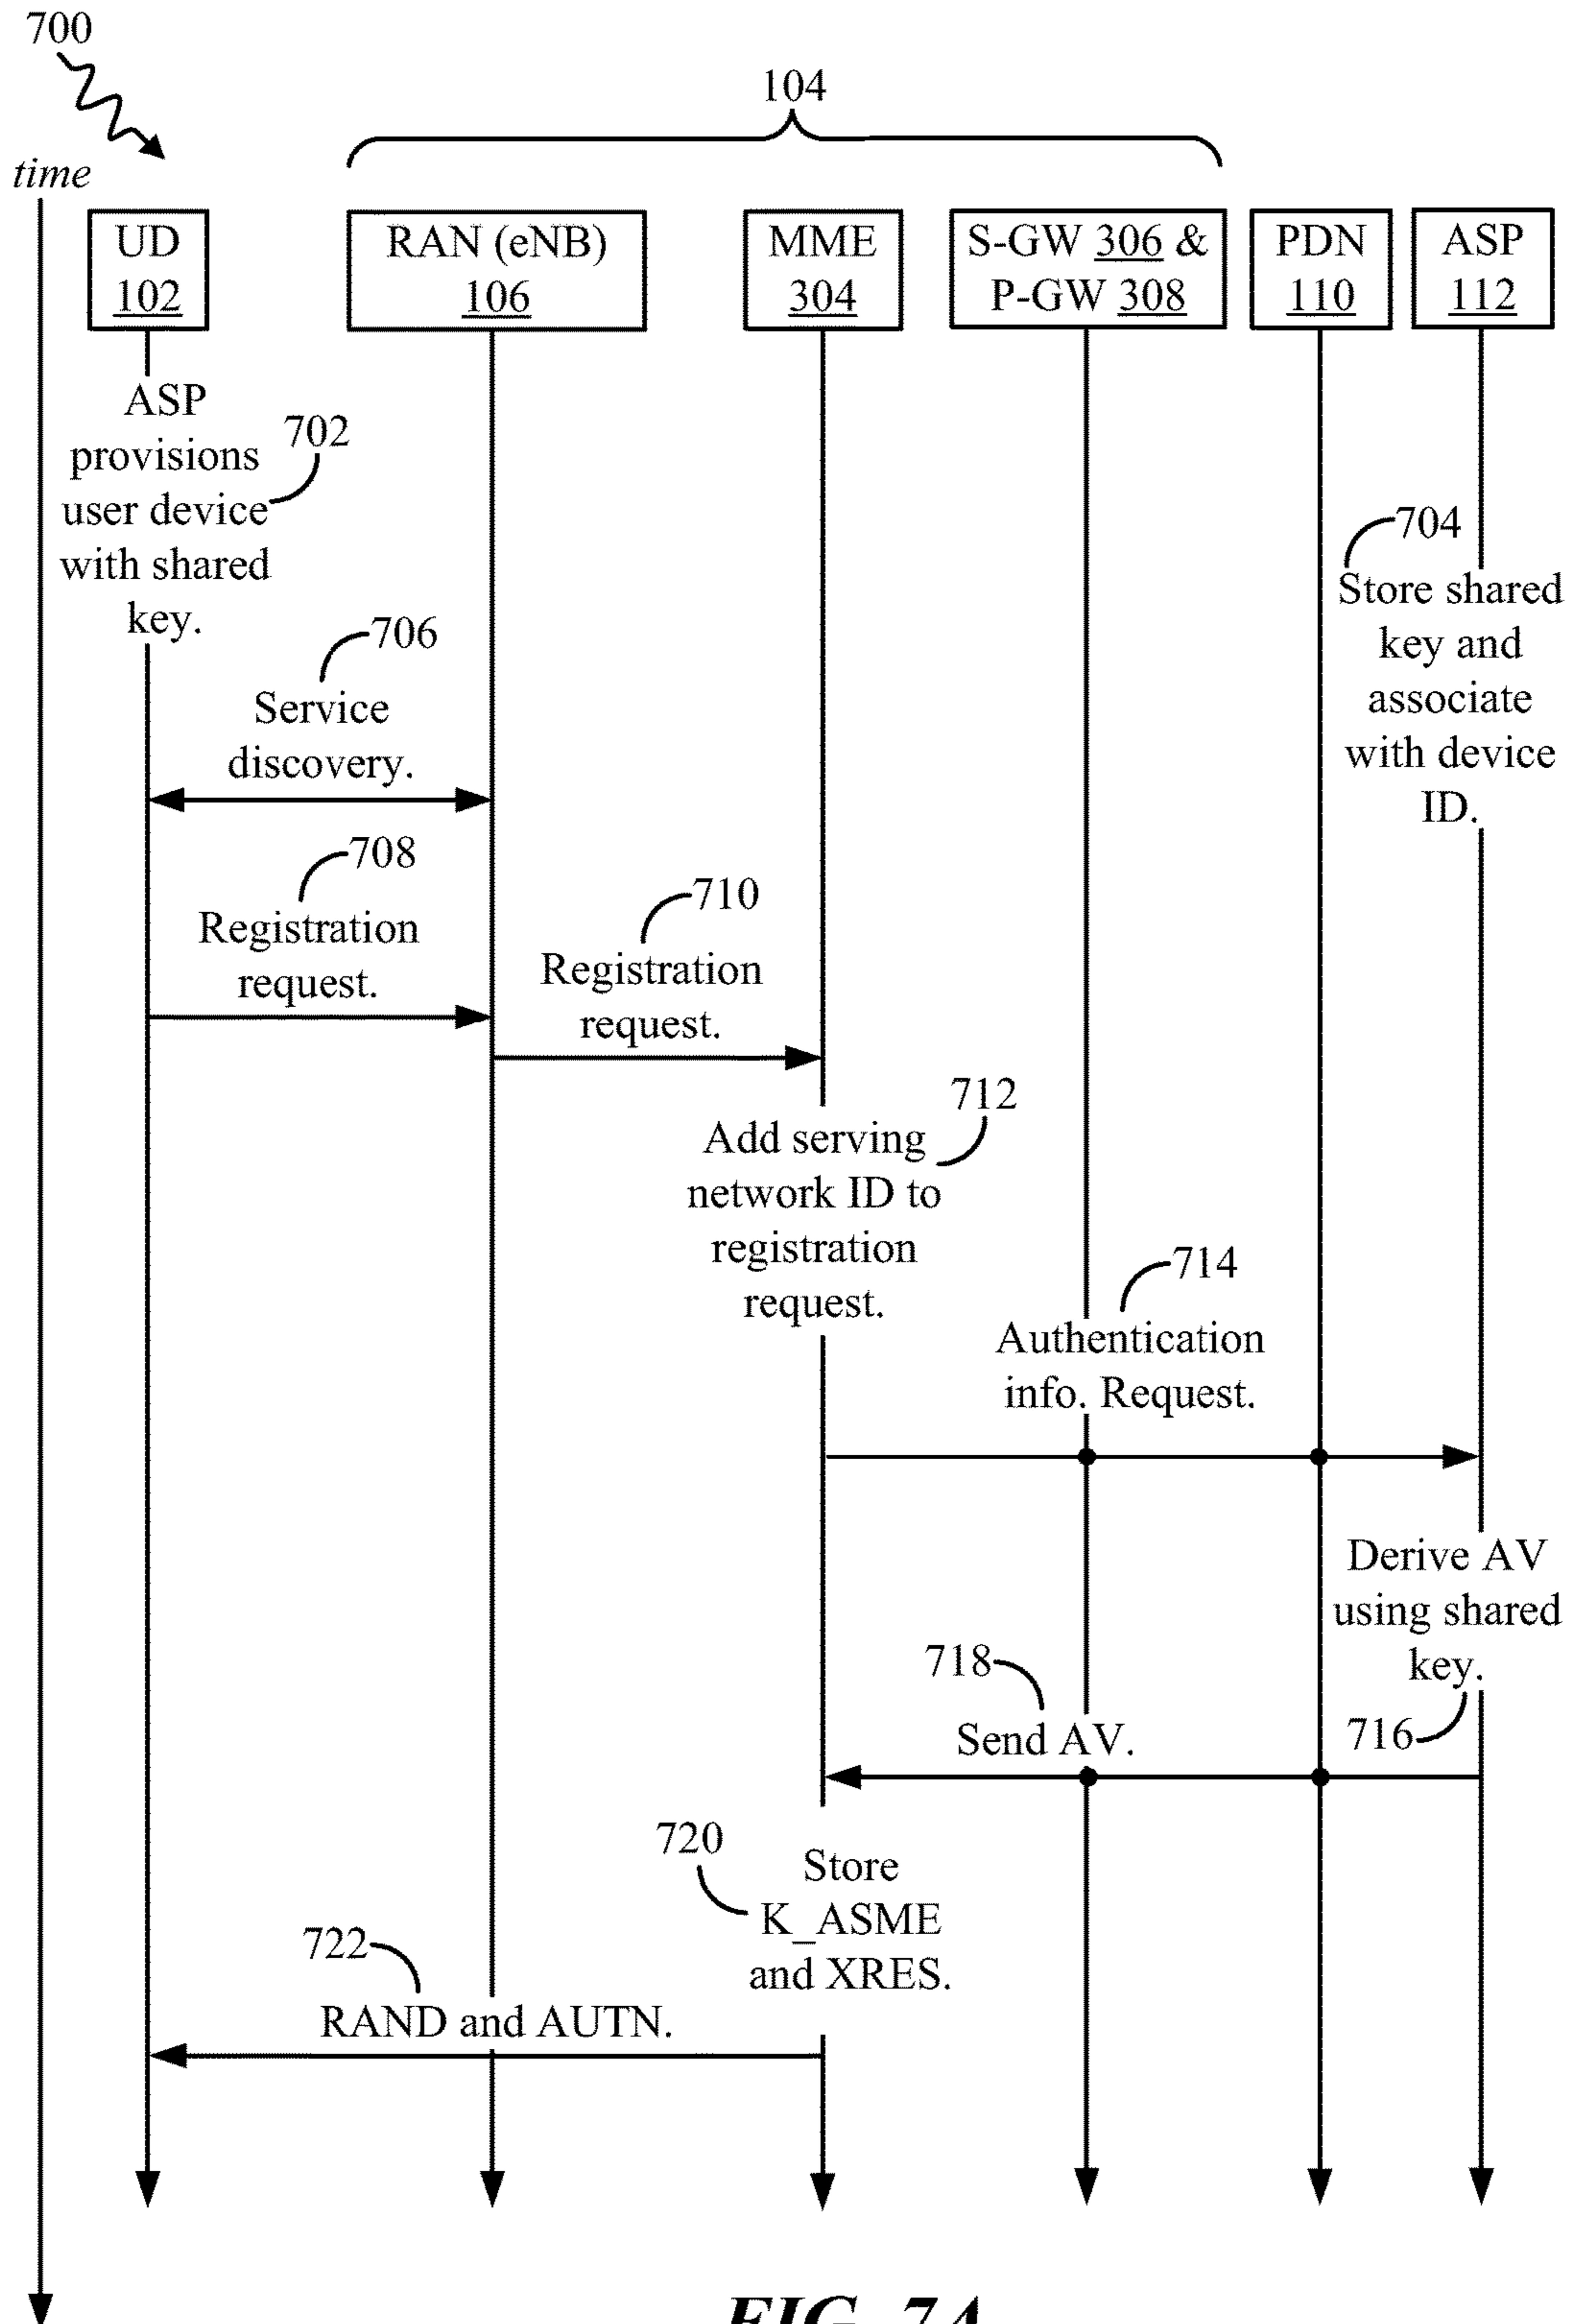 700
104
time
UD
102
RAN (eNB)
106
MME
304
S-GW 306 &
P-GW 308
PDN
110
ASP
112
ASP
provisions
user device
with shared
key.
702
704
Store shared
key and
associate
with device
ID.
706
Service
discovery.
708
Registration
request.
710
Registration
request.
712
Add serving
network ID to
registration
request.
714
Authentication
info. Request.
Derive AV
using shared
key.
716
718
Send AV.
720
Store
K_ASME
and XRES.
722
RAND and AUTN.
FIG. 7A